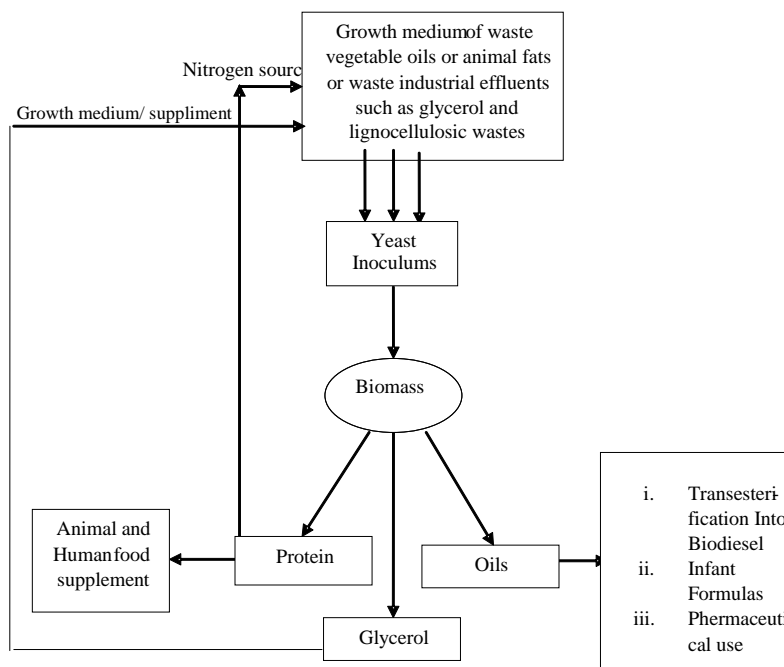 Growth mediumof waste
vegetable oils or animal fats
or waste industrial effluents
such as glycerol and
lignocellulosic wastes
Nitrogen sourc
Growth medium/ suppliment
Yeast
Inoculums
Biomass
Animal and
Humanfood
supplement
Protein
Oils
i. Transesteri-
fication Into
Biodiesel
ii. Infant
Formulas
iii. Phermaceuti
cal use
Glycerol